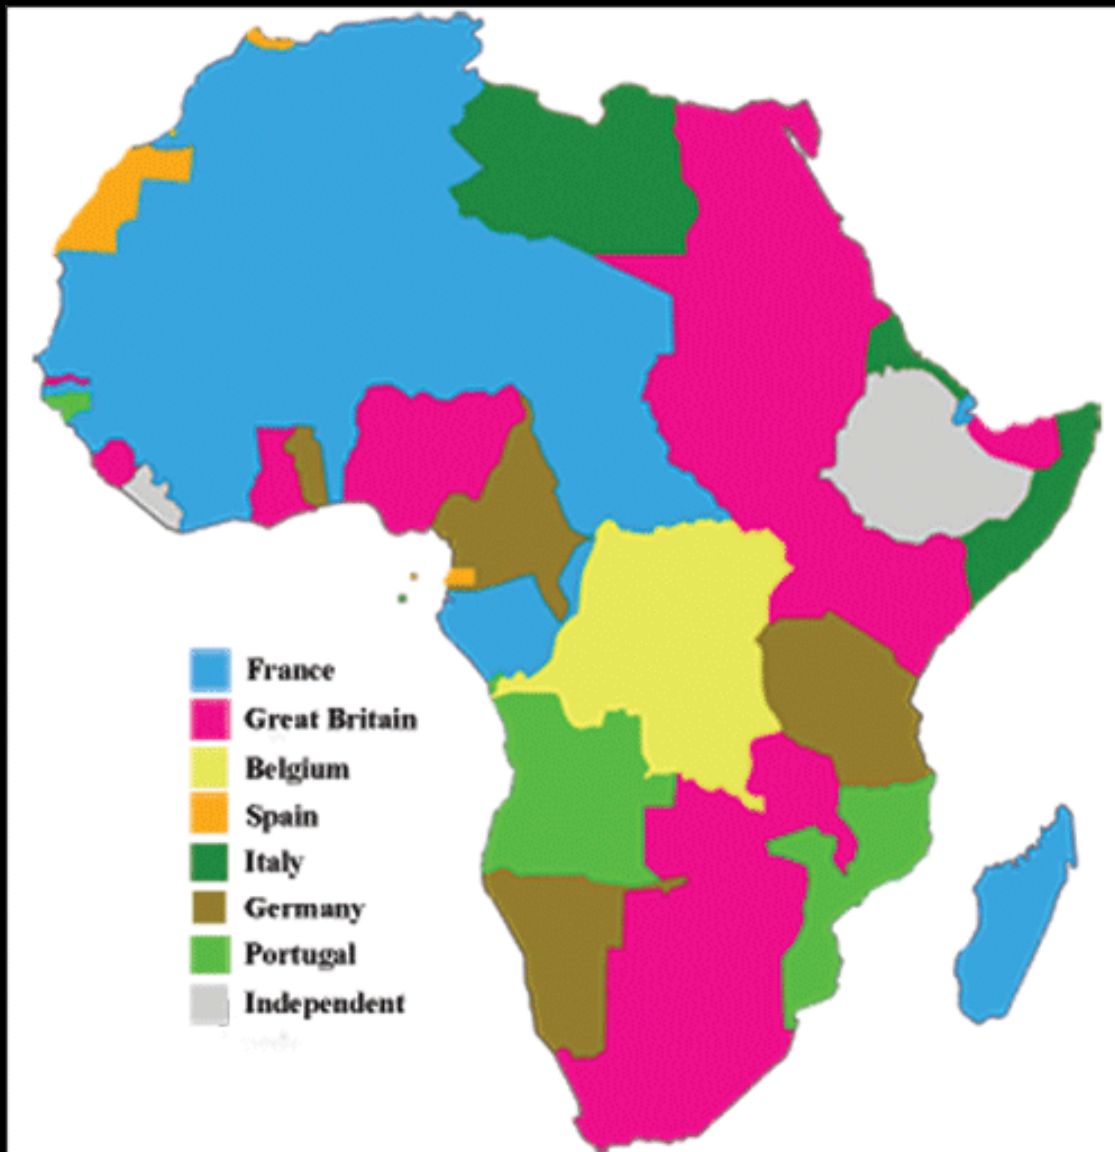 France
Great Britain
Belgium
Spain
Italy
Germany
Portugal
Independent